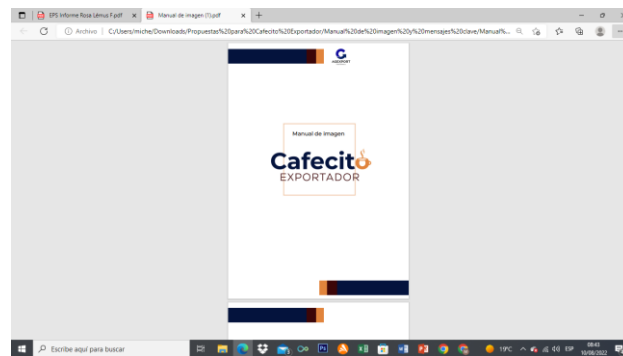 EPS Informe Rosa Lémus F.pdf
Manual de imagen (1).pdf
Archivo
C:/Users/miche/Downloads/Propuestas%20para%20Cafecito%20Exportador/Manual%20de%20imagen%20y%20mensajes%20clave/Manual%...
AGEXPORT
Manual de imagen
Cafecito
EXPORTADOR
Escribe aquí para buscar
19°C
ESP
08:43
10/08/2022